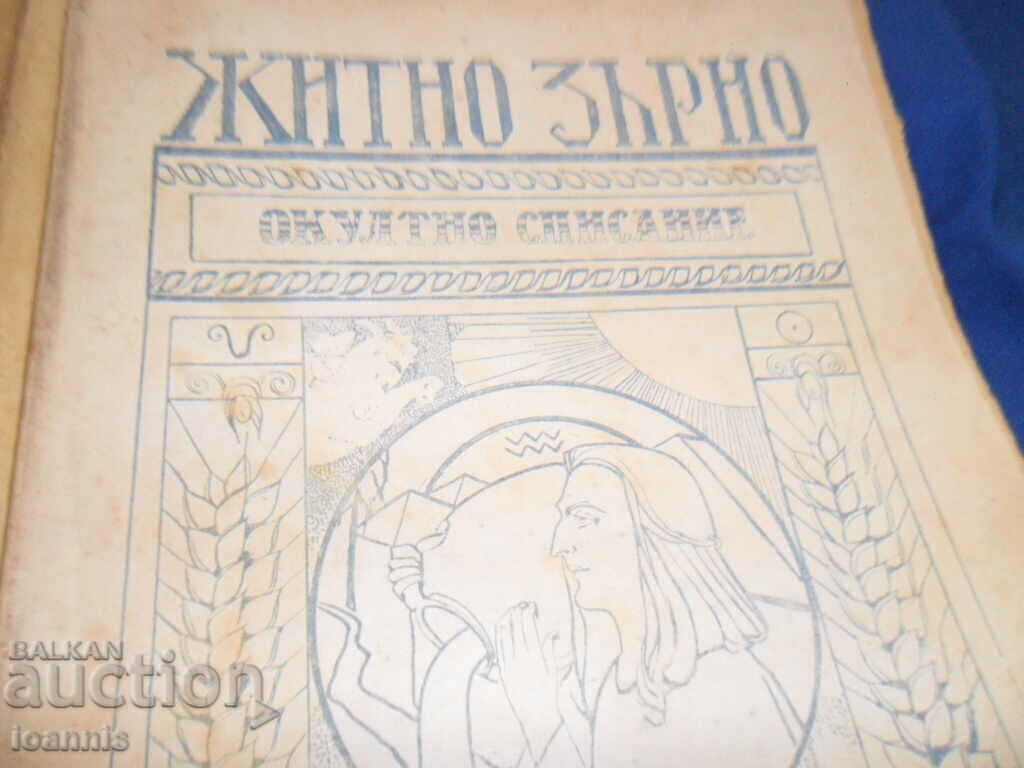 ЖИТНО ЗЪРНО
ОКУЛТНО СПИСАНИЕ
BALKAN
auction
ioannis